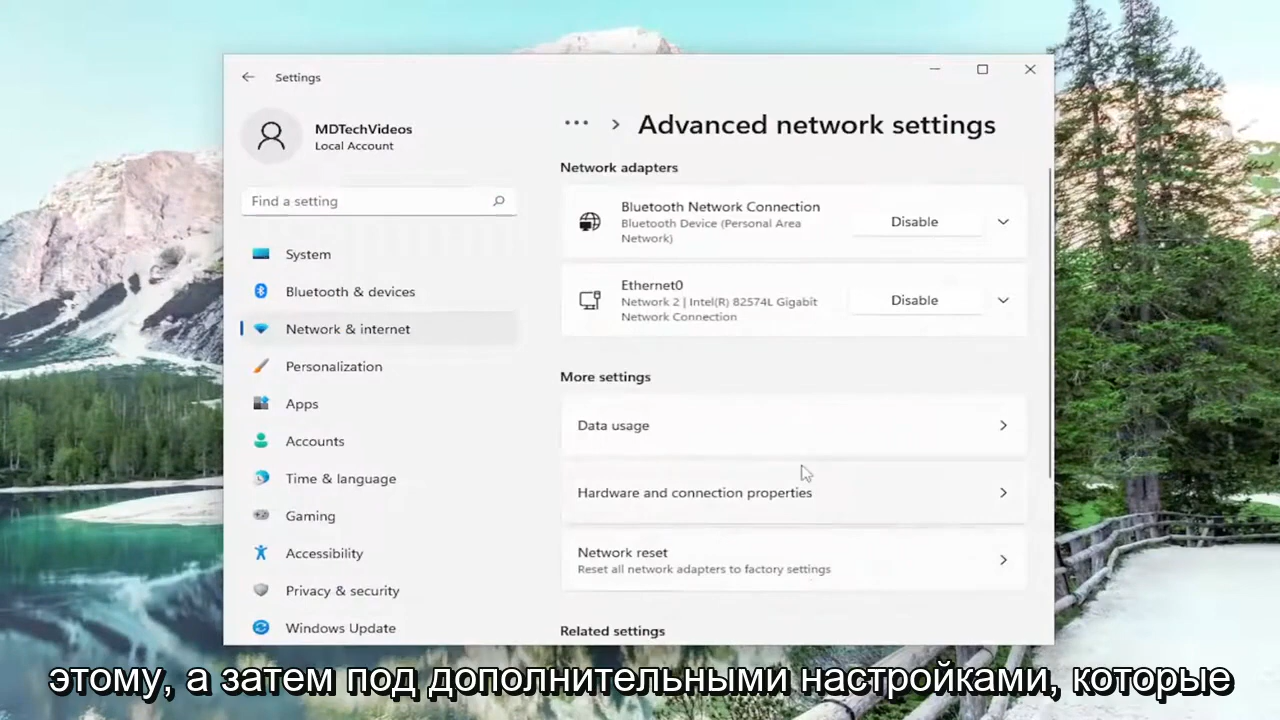 Settings
MDTechVideos
Local Account
Find a setting
System
Bluetooth & devices
Network & internet
Personalization
Apps
Accounts
Time & language
Gaming
Accessibility
Privacy & security
Windows Update
Advanced network settings
Network adapters
Bluetooth Network Connection
Bluetooth Device (Personal Area
Network)
Disable
Ethernet0
Network 2 | Intel(R) 82574L Gigabit
Network Connection
Disable
More settings
Data usage
Hardware and connection properties
Network reset
Reset all network adapters to factory settings
Related settings
этому, а затем под дополнительными настройками, которые